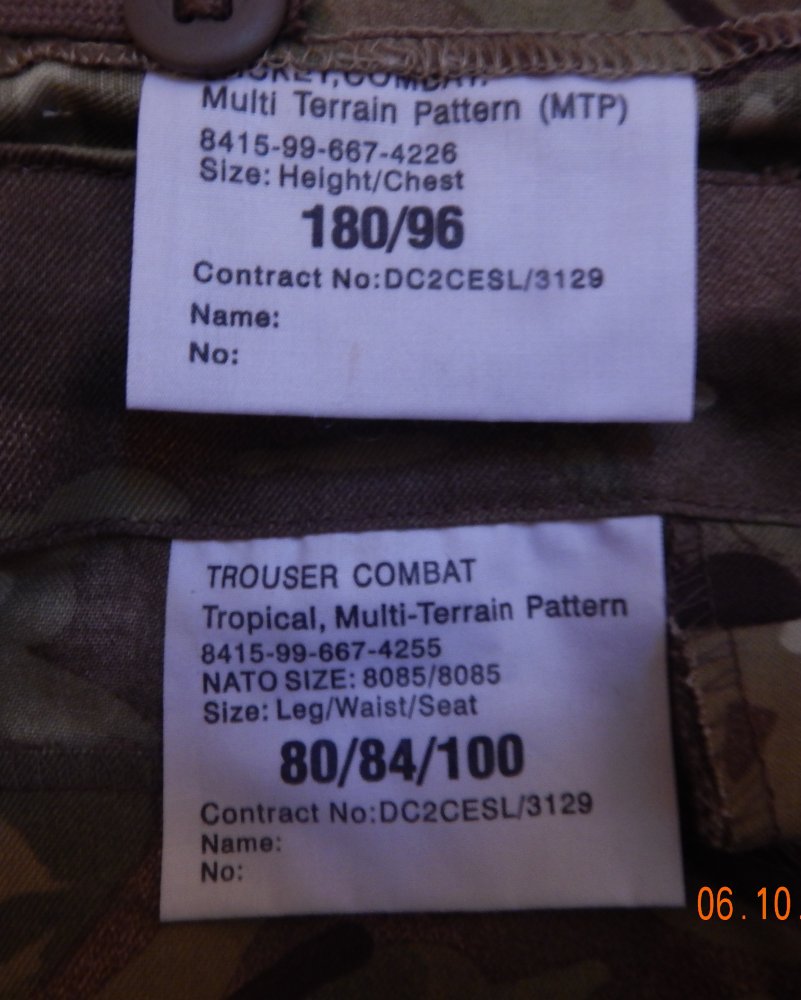 COMBAT
Multi Terrain Pattern (MTP)
8415-99-667-4226
Size: Height/Chest
180/96
Contract No:DC2CESL/3129
Name:
No:
TROUSER COMBAT
Tropical, Multi-Terrain Pattern
8415-99-667-4255
NATO SIZE: 8085/8085
Size: Leg/Waist/Seat
80/84/100
Contract No:DC2CESL/3129
Name:
No:
06.10.